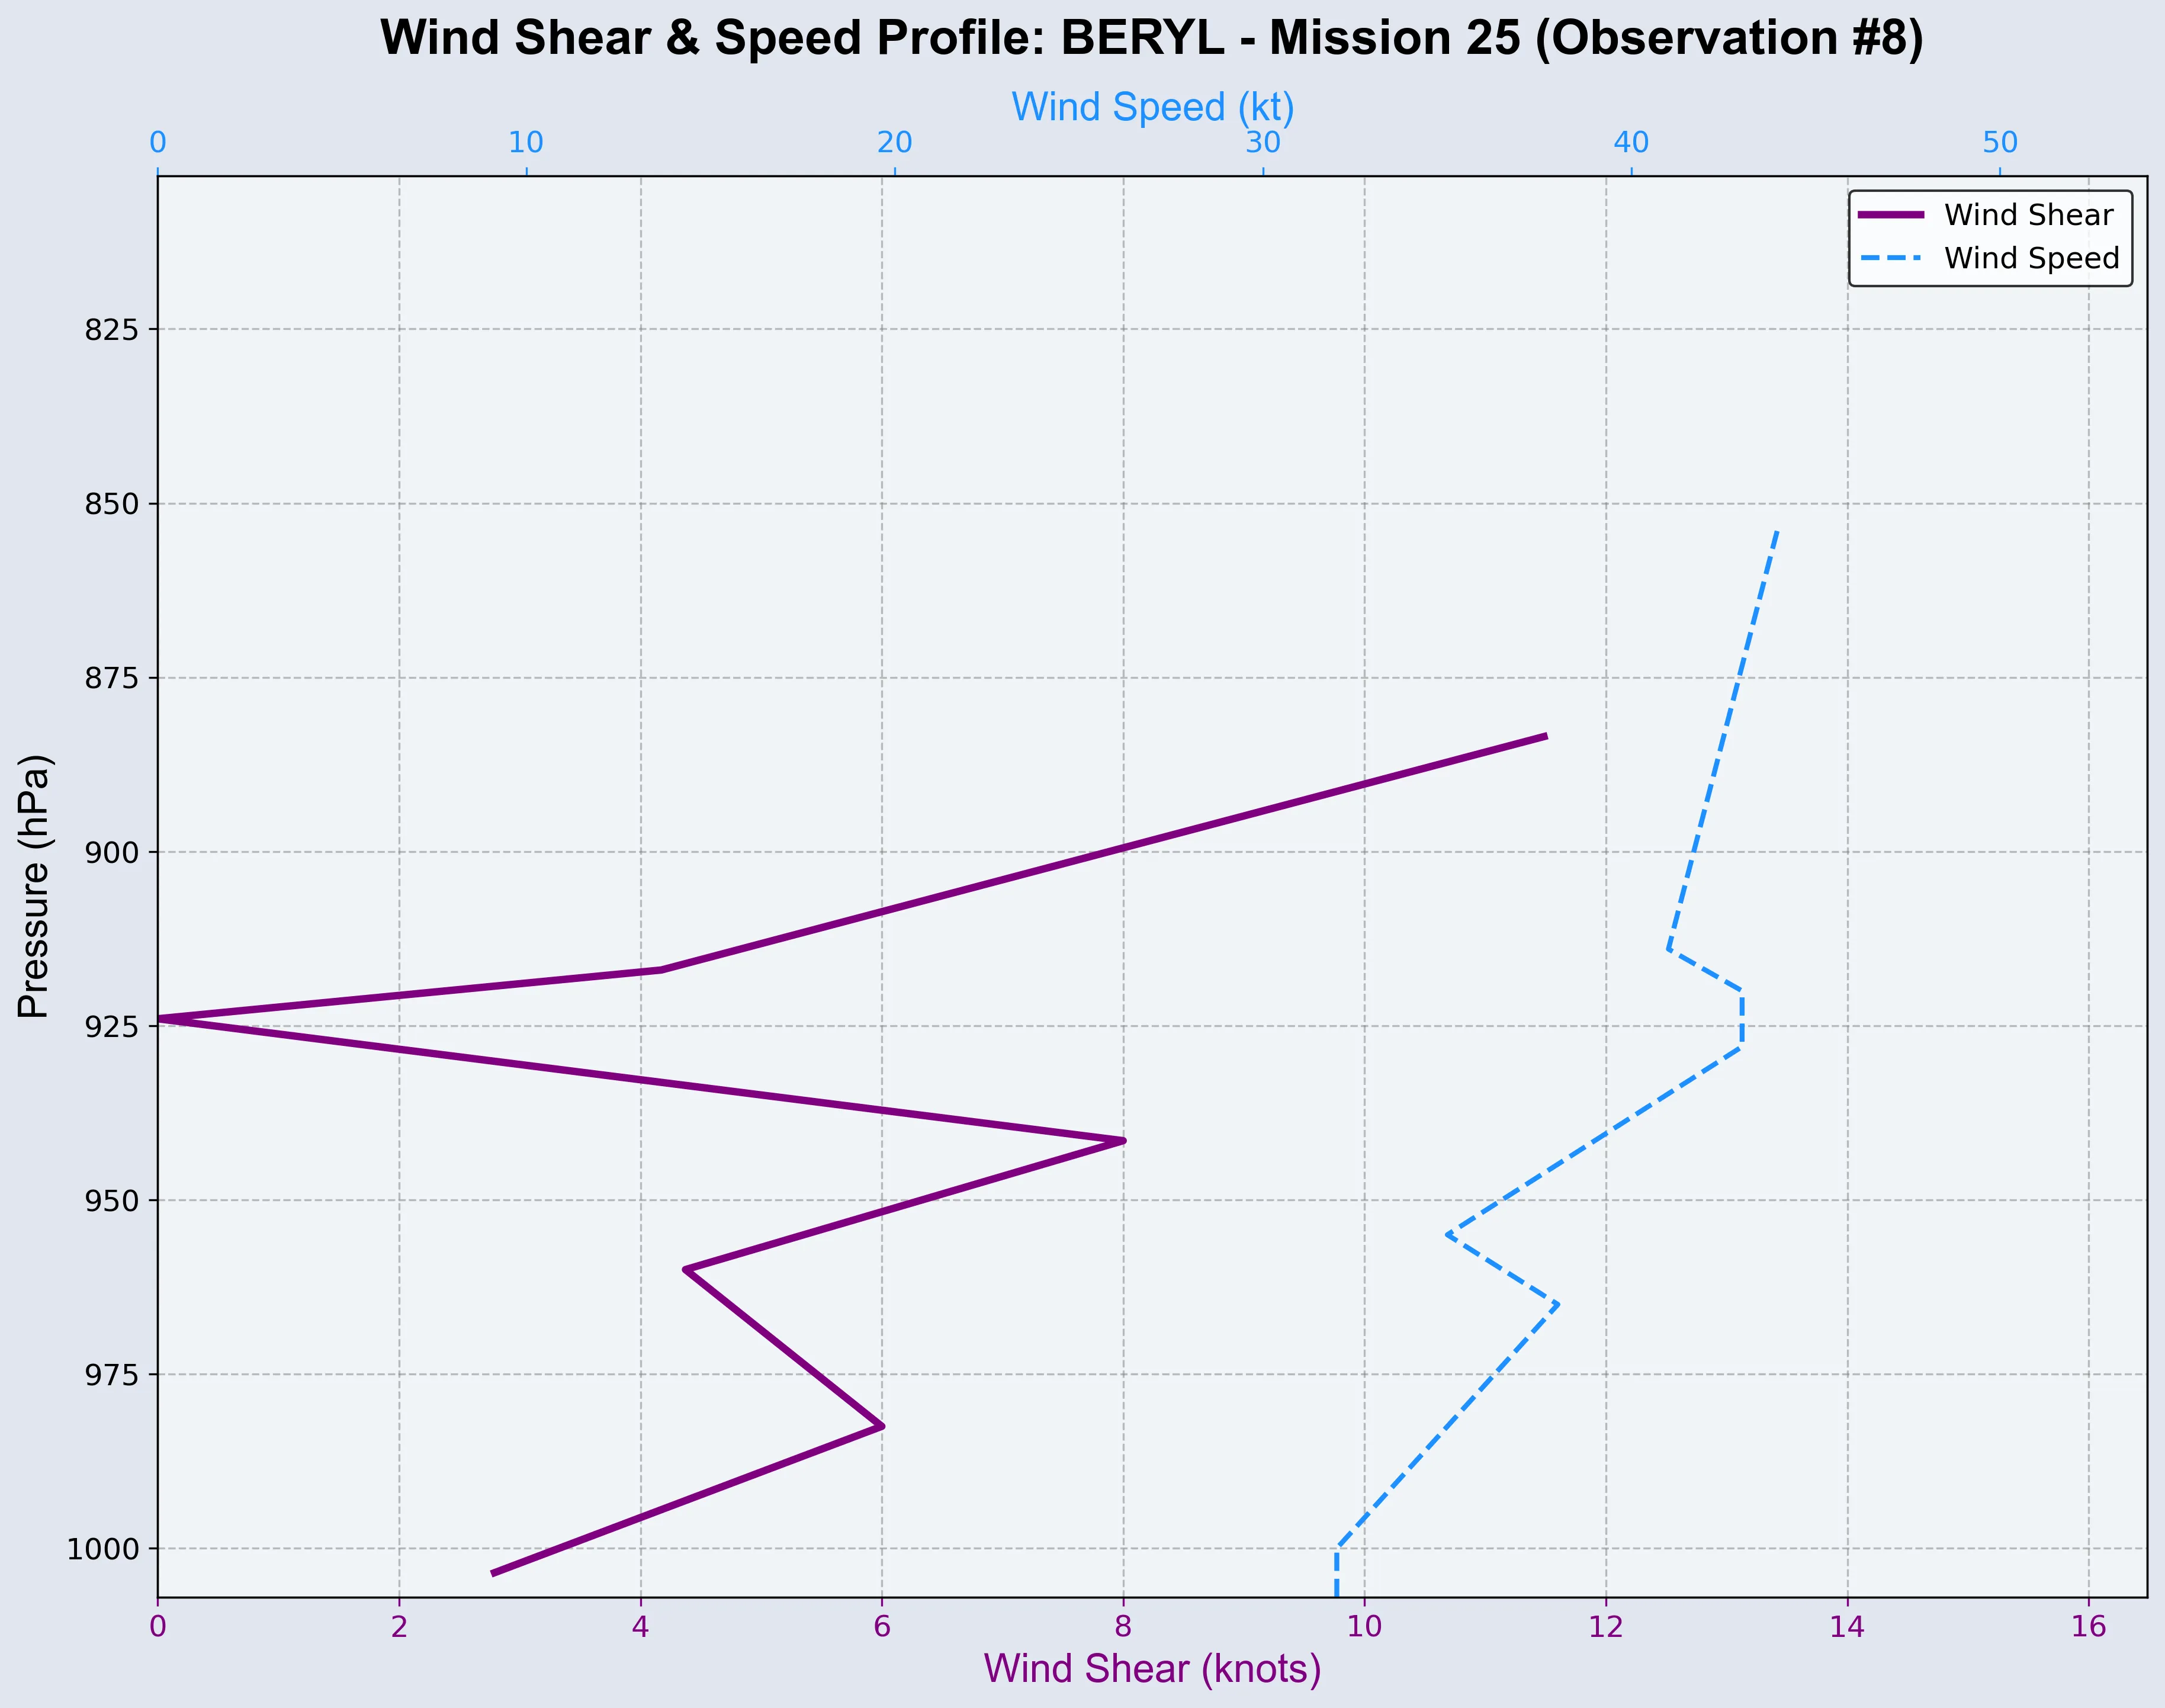 Wind Shear & Speed Profile: BERYL - Mission 25 (Observation #8)
Wind Speed (kt)
0 10 20 30 40 50
Wind Shear
Wind Speed
825
850
875
900
925
950
975
1000
Pressure (hPa)
0 2 4 6 8 10 12 14 16
Wind Shear (knots)